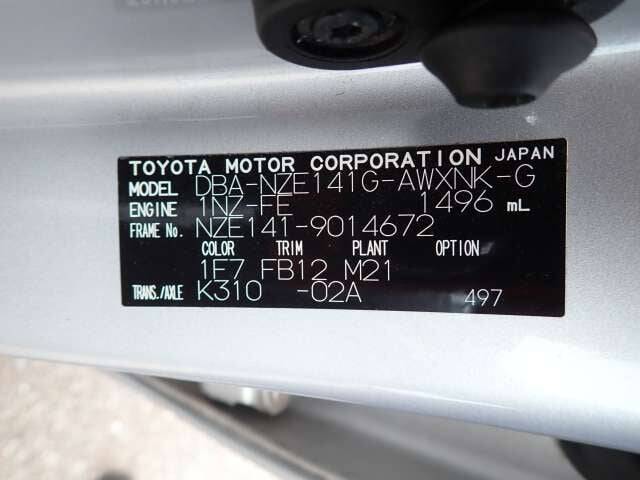 TOYOTA MOTOR CORPORATION JAPAN
MODEL DBA-NZE141G-AWXNK-G
ENGINE 1NZ-FE 1496 mL
FRAME No. NZE141-9014672
COLOR TRIM PLANT OPTION
1E7 FB12 M21
TRANS./AXLE K310 -02A 497